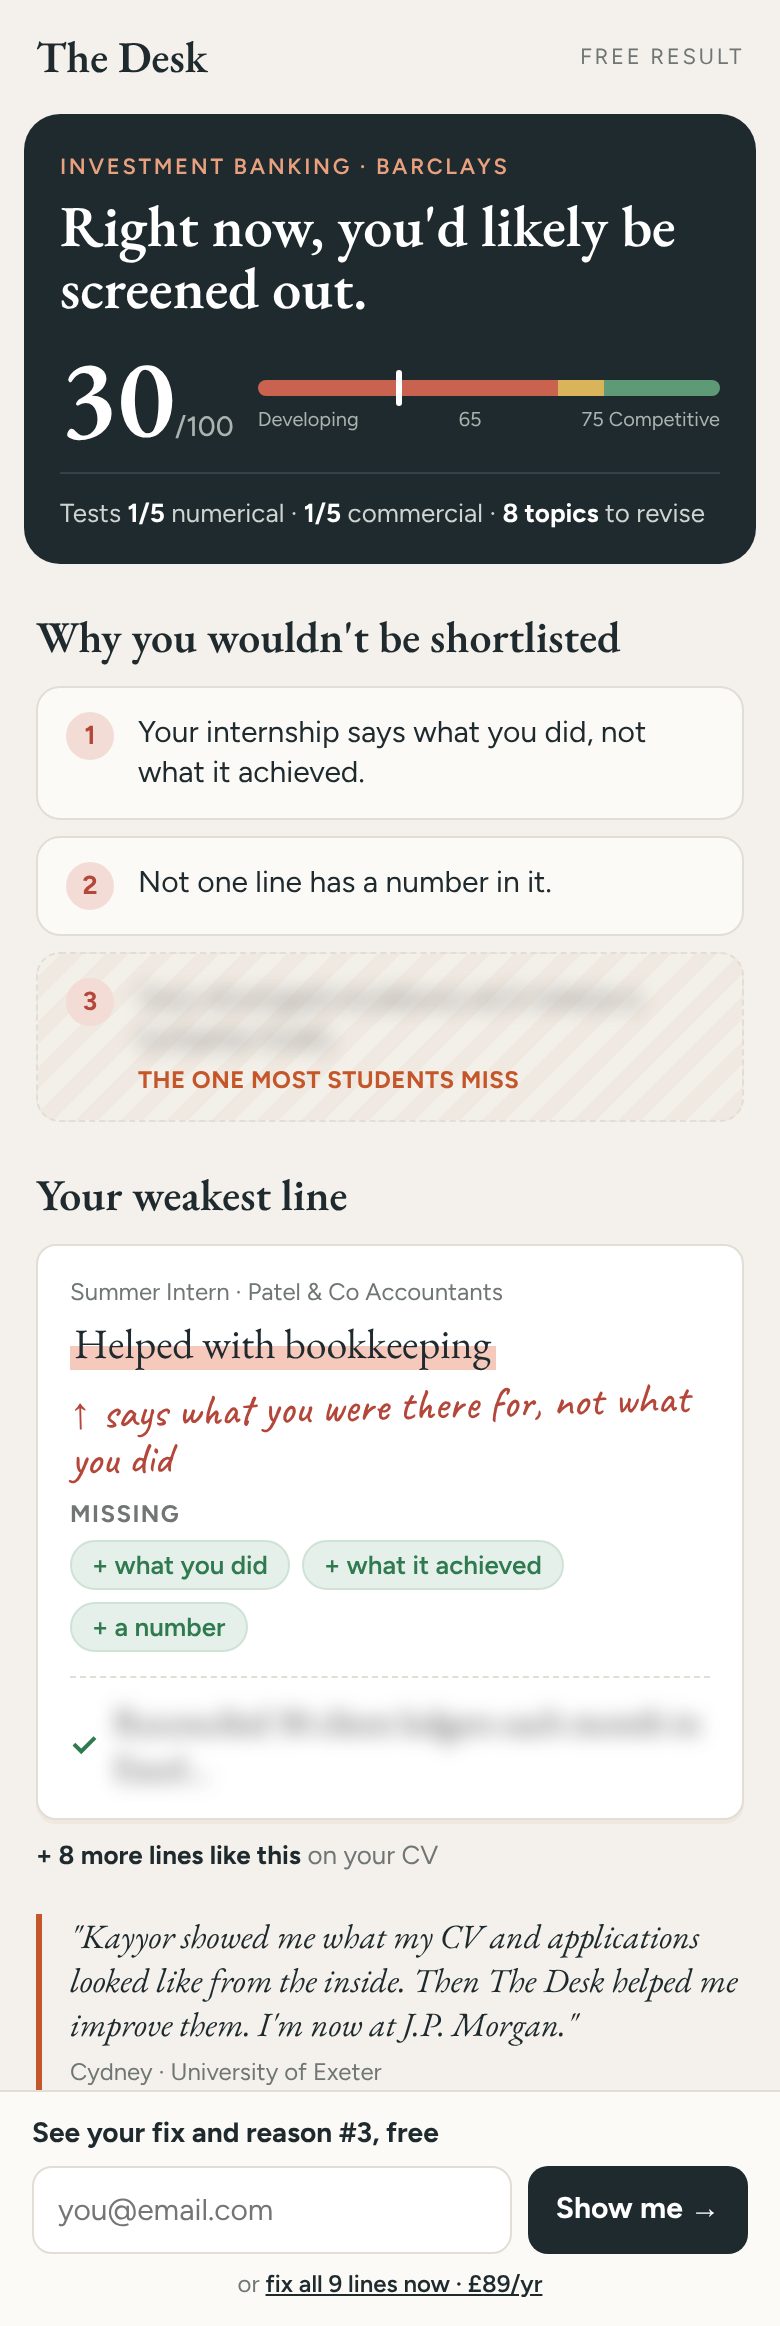 The Desk
FREE RESULT
INVESTMENT BANKING · BARCLAYS
Right now, you'd likely be
screened out.
30/100
Developing 65 75 Competitive
Tests 1/5 numerical · 1/5 commercial · 8 topics to revise
Why you wouldn't be shortlisted
1 Your internship says what you did, not
what it achieved.
2 Not one line has a number in it.
3
THE ONE MOST STUDENTS MISS
Your weakest line
Summer Intern · Patel & Co Accountants
Helped with bookkeeping
↑ says what you were there for, not what
you did
MISSING
+ what you did + what it achieved
+ a number
✓
+ 8 more lines like this on your CV
"Kayyor showed me what my CV and applications
looked like from the inside. Then The Desk helped me
improve them. I'm now at J.P. Morgan."
Cydney · University of Exeter
See your fix and reason #3, free
you@email.com Show me →
or fix all 9 lines now · £89/yr